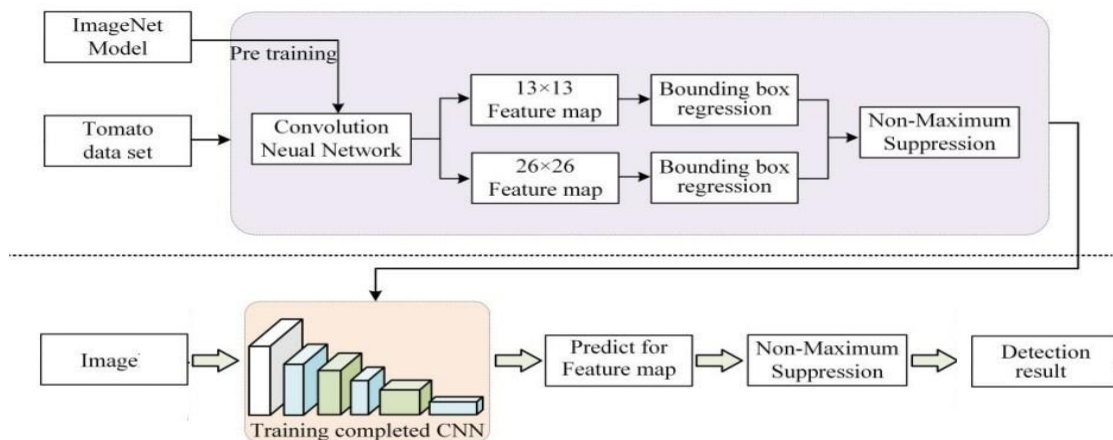 ImageNet
Model
Pre training
Tomato
data set
Convolution
Neual Network
13×13
Feature map
Bounding box
regression
26×26
Feature map
Bounding box
regression
Non-Maximum
Suppression
Image
Training completed CNN
Predict for
Feature map
Non-Maximum
Suppression
Detection
result